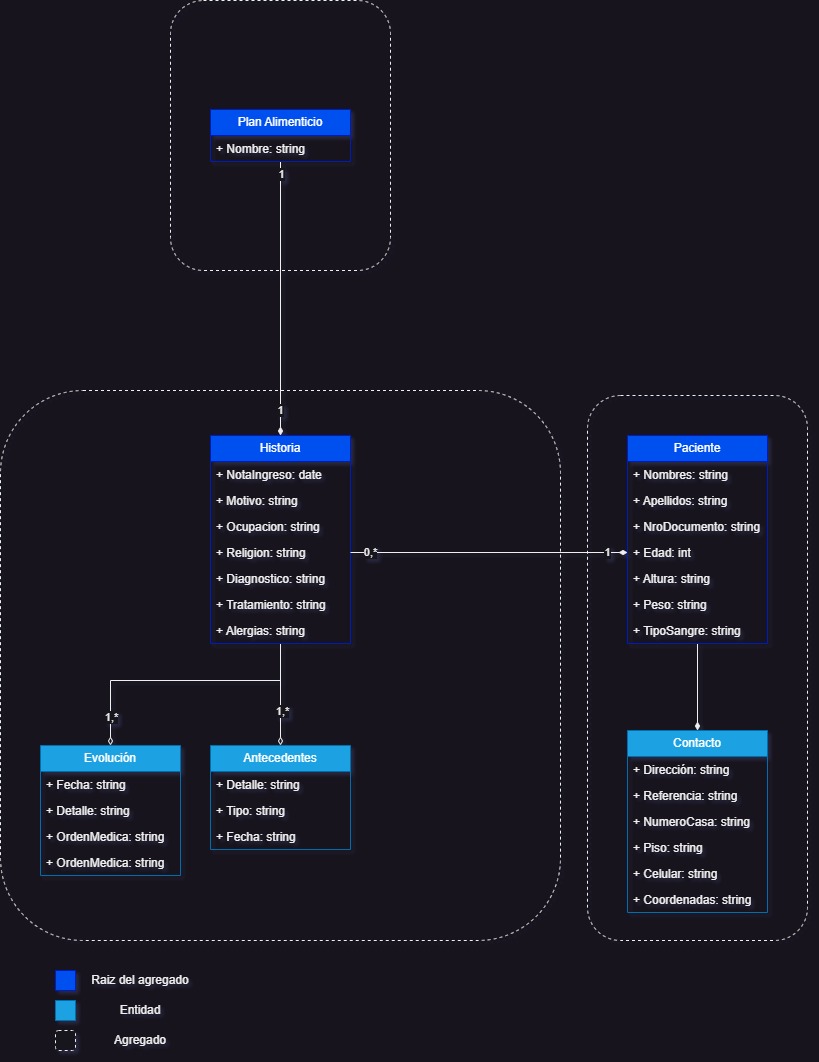 Plan Alimenticio
+ Nombre: string
1
1
Historia
+ NotaIngreso: date
+ Motivo: string
+ Ocupacion: string
+ Religion: string
+ Diagnostico: string
+ Tratamiento: string
+ Alergias: string
0,*
1
Paciente
+ Nombres: string
+ Apellidos: string
+ NroDocumento: string
+ Edad: int
+ Altura: string
+ Peso: string
+ TipoSangre: string
1,*
1,*
Evolución
+ Fecha: string
+ Detalle: string
+ OrdenMedica: string
+ OrdenMedica: string
Antecedentes
+ Detalle: string
+ Tipo: string
+ Fecha: string
Contacto
+ Dirección: string
+ Referencia: string
+ NumeroCasa: string
+ Piso: string
+ Celular: string
+ Coordenadas: string
Raiz del agregado
Entidad
Agregado